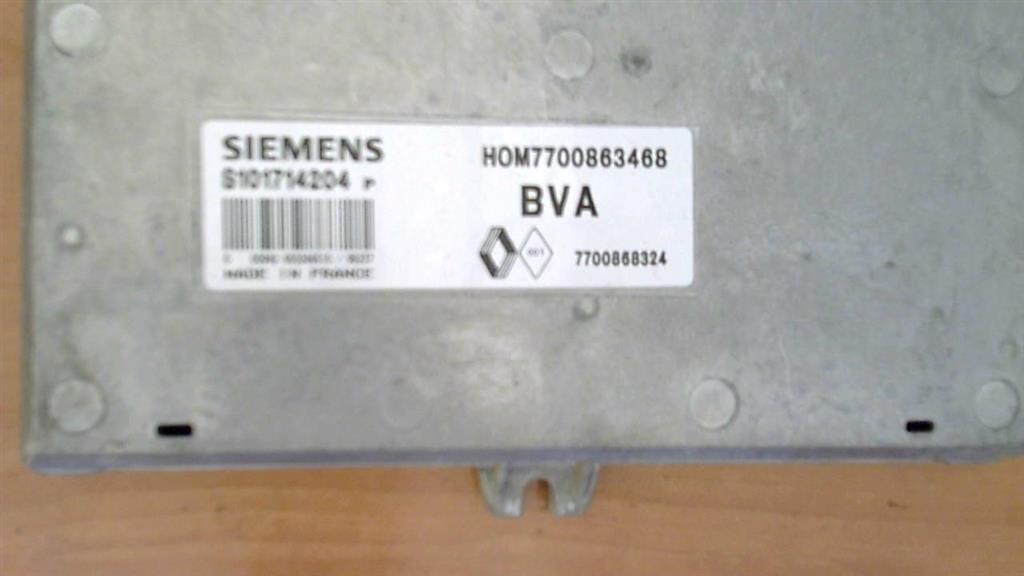 SIEMENS
S101714204 P
MADE IN FRANCE
HOM7700863468
BVA
7700868324